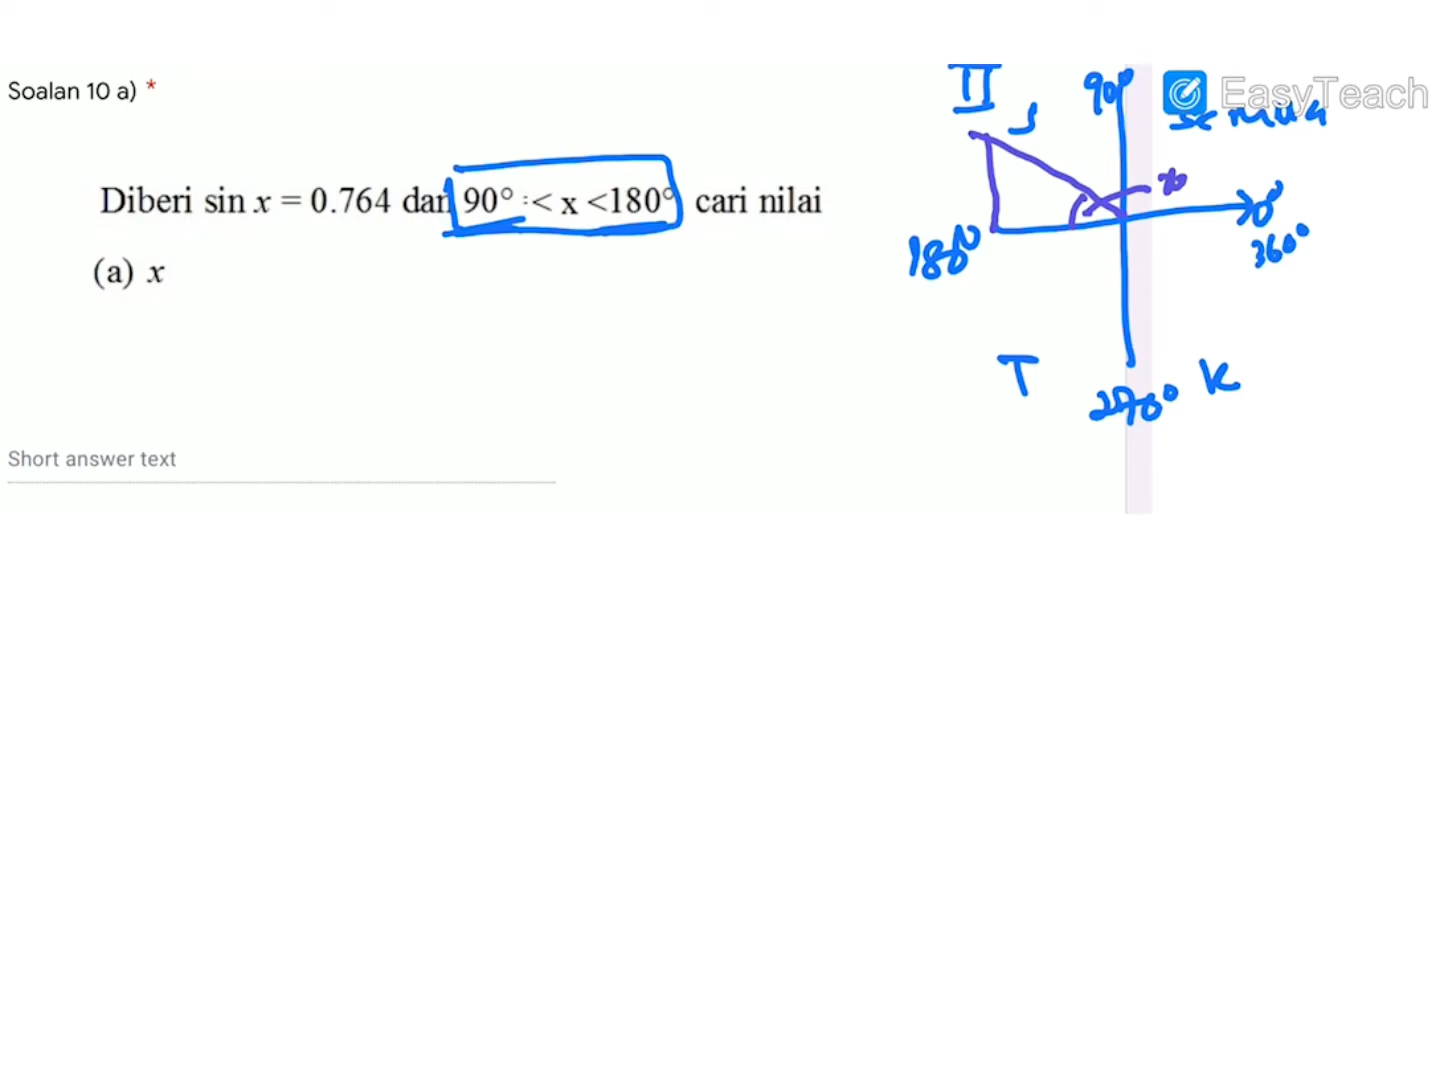 Soalan 10 a) *
Diberi sin x = 0.764 dan 90° < x <180° cari nilai
(a) x
Short answer text
II
S
90°
EasyTeach
semua
180°
0°
360°
T
270°
K